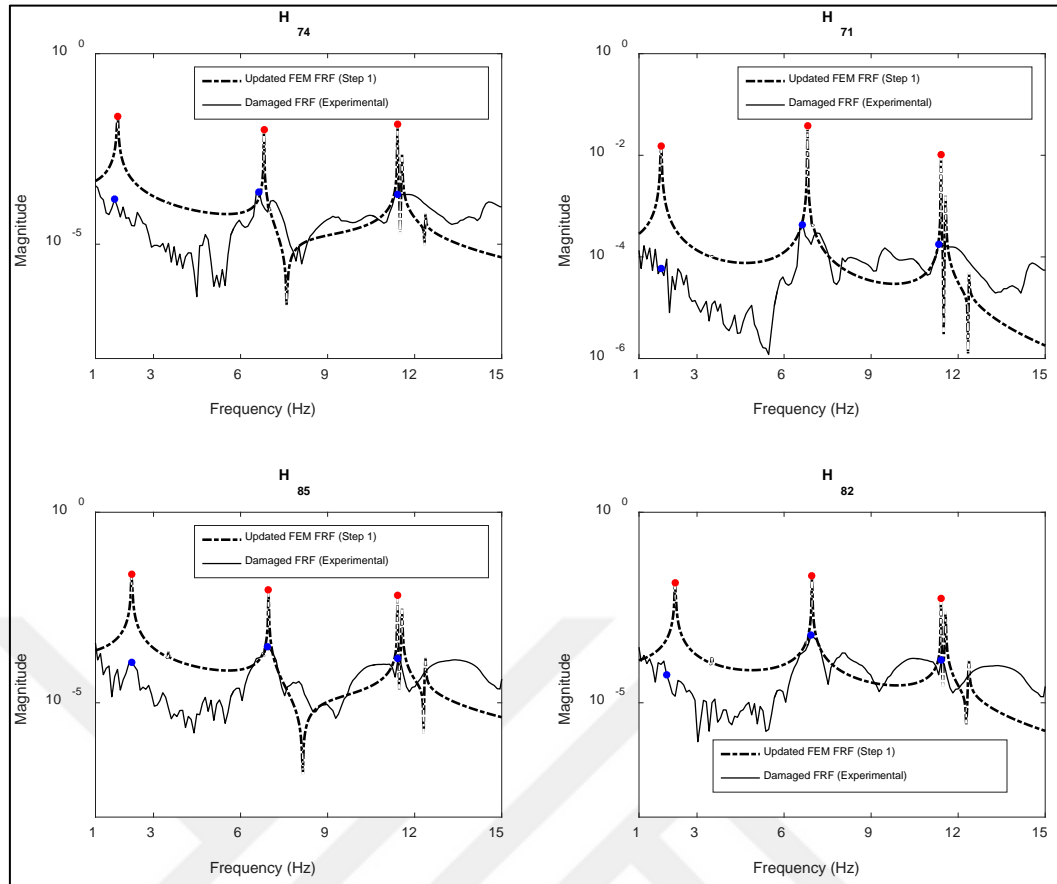 H
74
10 0
Updated FEM FRF (Step 1)
Damaged FRF (Experimental)
Magnitude
10 -5
1 3 6 9 12 15
Frequency (Hz)
H
71
10 0
Updated FEM FRF (Step 1)
Damaged FRF (Experimental)
10 -2
Magnitude
10 -4
10 -6
1 3 6 9 12 15
Frequency (Hz)
H
85
10 0
Updated FEM FRF (Step 1)
Damaged FRF (Experimental)
Magnitude
10 -5
1 3 6 9 12 15
Frequency (Hz)
H
82
10 0
Magnitude
10 -5
Updated FEM FRF (Step 1)
Damaged FRF (Experimental)
1 3 6 9 12 15
Frequency (Hz)